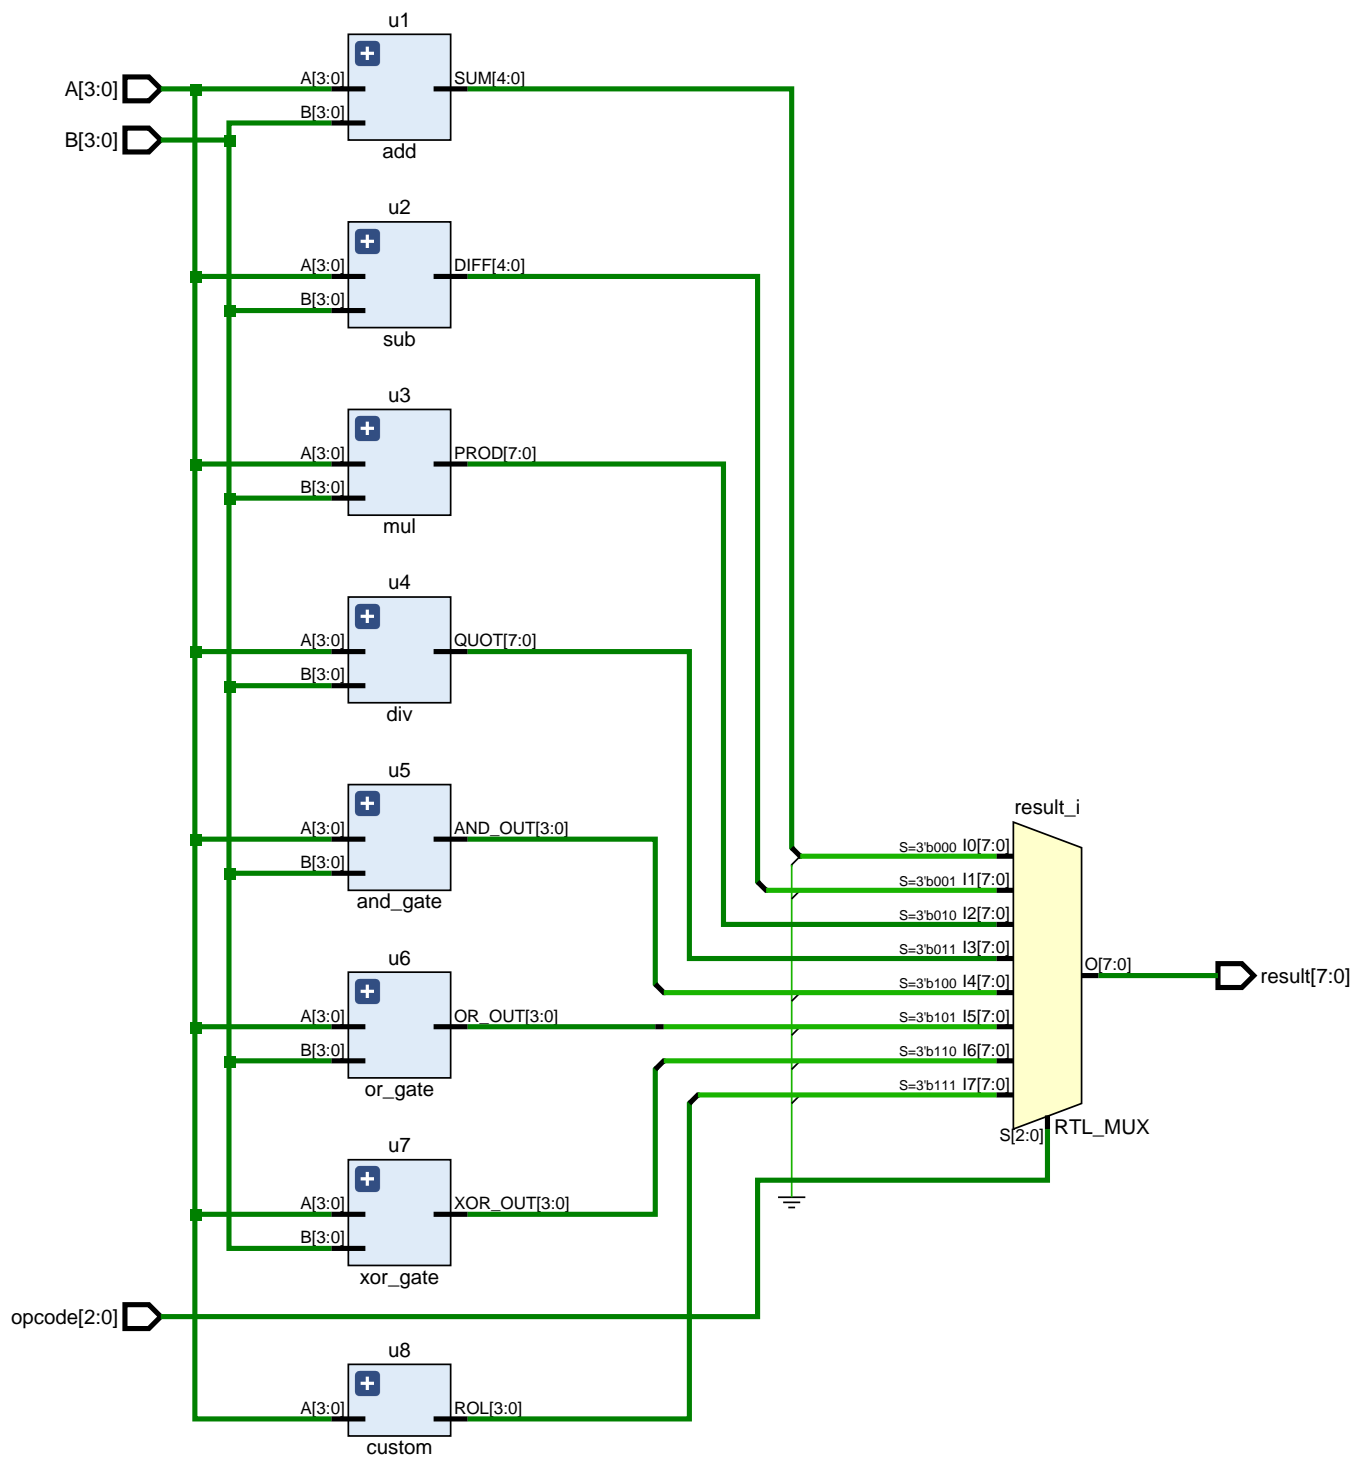 u1
A[3:0]
A[3:0]
SUM[4:0]
B[3:0]
B[3:0]
add
u2
A[3:0]
DIFF[4:0]
B[3:0]
sub
u3
A[3:0]
PROD[7:0]
B[3:0]
mul
u4
A[3:0]
QUOT[7:0]
B[3:0]
div
u5
A[3:0]
AND_OUT[3:0]
B[3:0]
and_gate
u6
A[3:0]
OR_OUT[3:0]
B[3:0]
or_gate
u7
A[3:0]
XOR_OUT[3:0]
B[3:0]
xor_gate
opcode[2:0]
u8
A[3:0]
ROL[3:0]
custom
result_i
S=3'b000 I0[7:0]
S=3'b001 I1[7:0]
S=3'b010 I2[7:0]
S=3'b011 I3[7:0]
S=3'b100 I4[7:0]
S=3'b101 I5[7:0]
S=3'b110 I6[7:0]
S=3'b111 I7[7:0]
O[7:0]
result[7:0]
S[2:0]
RTL_MUX